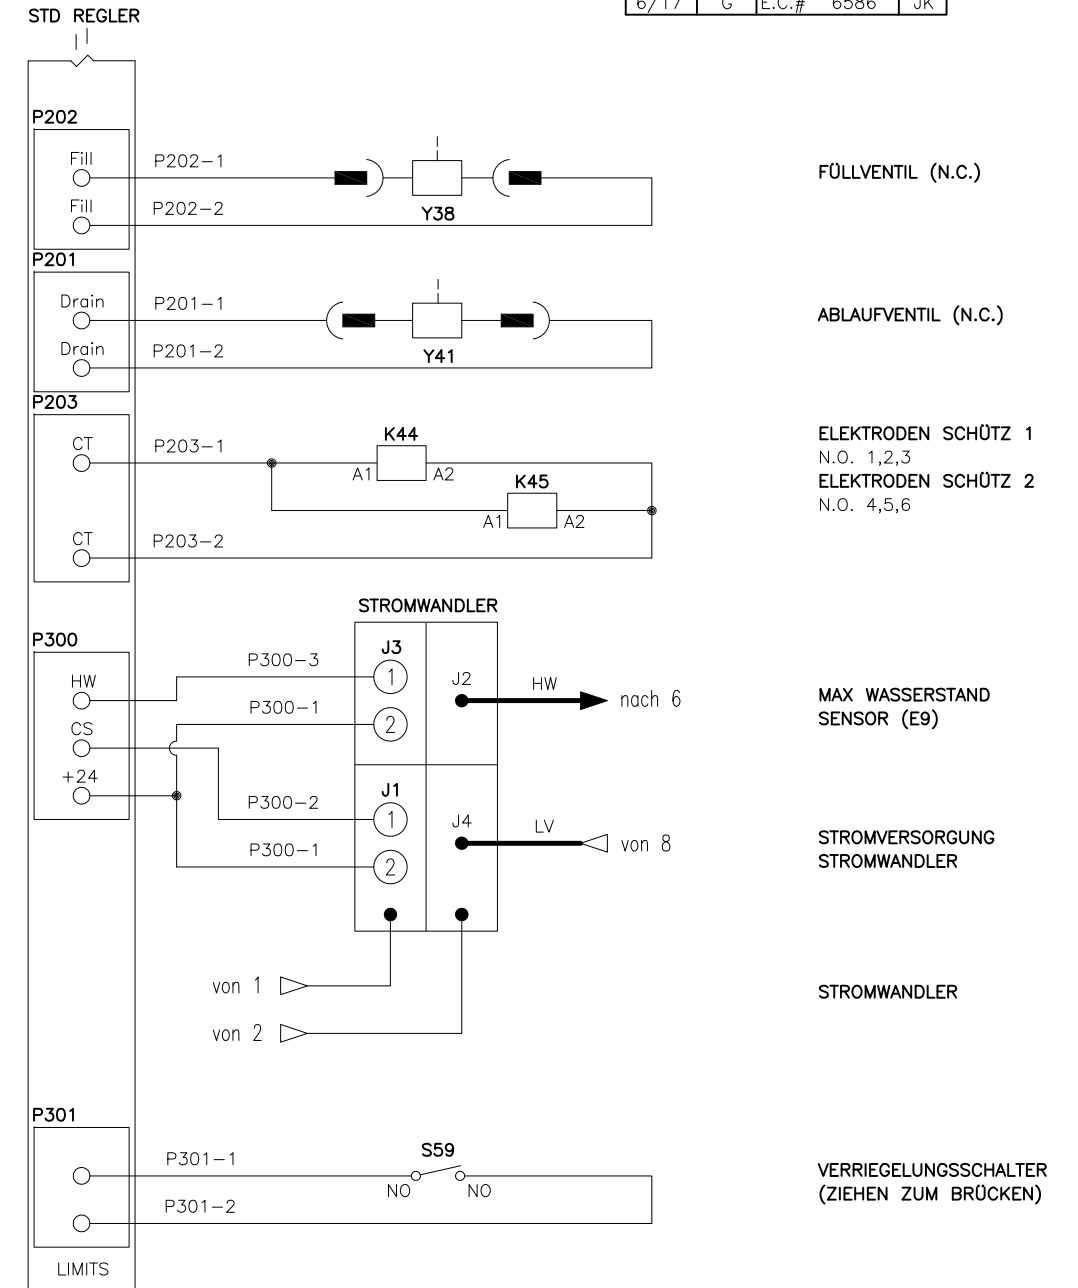 STD REGLER
6/17 G E.C.# 6586 JK
P202
Fill
P202-1
FÜLLVENTIL (N.C.)
Fill
P202-2
Y38
P201
Drain
P201-1
ABLAUFVENTIL (N.C.)
Drain
P201-2
Y41
P203
CT
P203-1
K44
A1
A2
K45
A1
A2
ELEKTRODEN SCHÜTZ 1
N.O. 1,2,3
ELEKTRODEN SCHÜTZ 2
N.O. 4,5,6
CT
P203-2
STROMWANDLER
P300
HW
P300-3
J3
1
J2
HW
nach 6
MAX WASSERSTAND
SENSOR (E9)
CS
P300-1
2
+24
J1
P300-2
1
J4
LV
von 8
STROMVERSORGUNG
STROMWANDLER
P300-1
2
von 1
STROMWANDLER
von 2
P301
P301-1
S59
NO
NO
VERRIEGELUNGSSCHALTER
(ZIEHEN ZUM BRÜCKEN)
P301-2
LIMITS